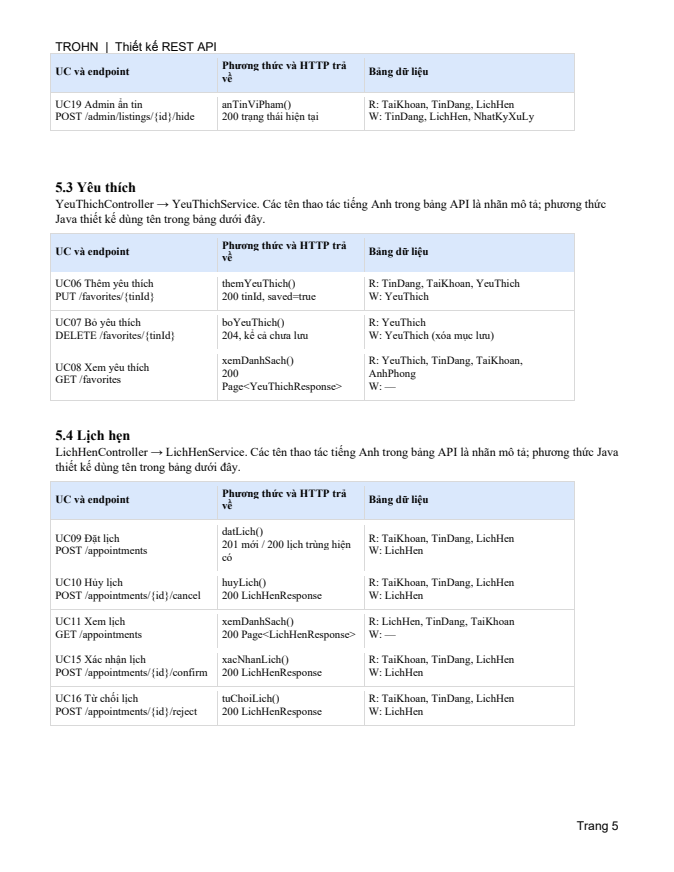 TROHN | Thiết kế REST API
UC và endpoint
Phương thức và HTTP trả về
Bảng dữ liệu
UC19 Admin ẩn tin
POST /admin/listings/{id}/hide
anTinViPham()
200 trạng thái hiện tại
R: TaiKhoan, TinDang, LichHen
W: TinDang, LichHen, NhatKyXuLy
5.3 Yêu thích
YeuThichController → YeuThichService. Các tên thao tác tiếng Anh trong bảng API là nhãn mô tả; phương thức
Java thiết kế dùng tên trong bảng dưới đây.
UC và endpoint
Phương thức và HTTP trả
về
Bảng dữ liệu
UC06 Thêm yêu thích
PUT /favorites/{tinId}
themYeuThich()
200 tinId, saved=true
R: TinDang, TaiKhoan, YeuThich
W: YeuThich
UC07 Bỏ yêu thích
DELETE /favorites/{tinId}
boYeuThich()
204, kể cả chưa lưu
R: YeuThich
W: YeuThich (xóa mục lưu)
UC08 Xem yêu thích
GET /favorites
xemDanhSach()
200
Page<YeuThichResponse>
R: YeuThich, TinDang, TaiKhoan,
AnhPhong
W: —
5.4 Lịch hẹn
LichHenController → LichHenService. Các tên thao tác tiếng Anh trong bảng API là nhãn mô tả; phương thức Java
thiết kế dùng tên trong bảng dưới đây.
UC và endpoint
Phương thức và HTTP trả
về
Bảng dữ liệu
UC09 Đặt lịch
POST /appointments
datLich()
201 mới / 200 lịch trùng hiện
có
R: TaiKhoan, TinDang, LichHen
W: LichHen
UC10 Hủy lịch
POST /appointments/{id}/cancel
huyLich()
200 LichHenResponse
R: TaiKhoan, TinDang, LichHen
W: LichHen
UC11 Xem lịch
GET /appointments
xemDanhSach()
200 Page<LichHenResponse>
R: LichHen, TinDang, TaiKhoan
W: —
UC15 Xác nhận lịch
POST /appointments/{id}/confirm
xacNhanLich()
200 LichHenResponse
R: TaiKhoan, TinDang, LichHen
W: LichHen
UC16 Từ chối lịch
POST /appointments/{id}/reject
tuChoiLich()
200 LichHenResponse
R: TaiKhoan, TinDang, LichHen
W: LichHen
Trang 5